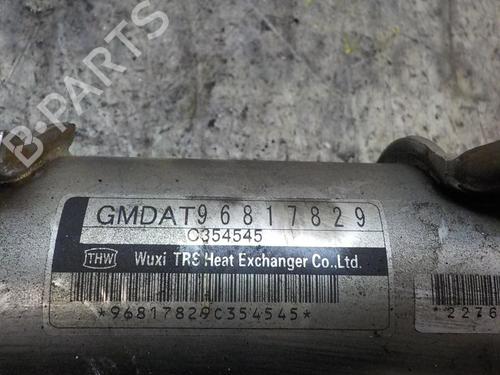 B-PARTS
GMDAT96817829
C354545
THW Wuxi TRS Heat Exchanger Co.,Ltd.
*96817829C354545*
*2276